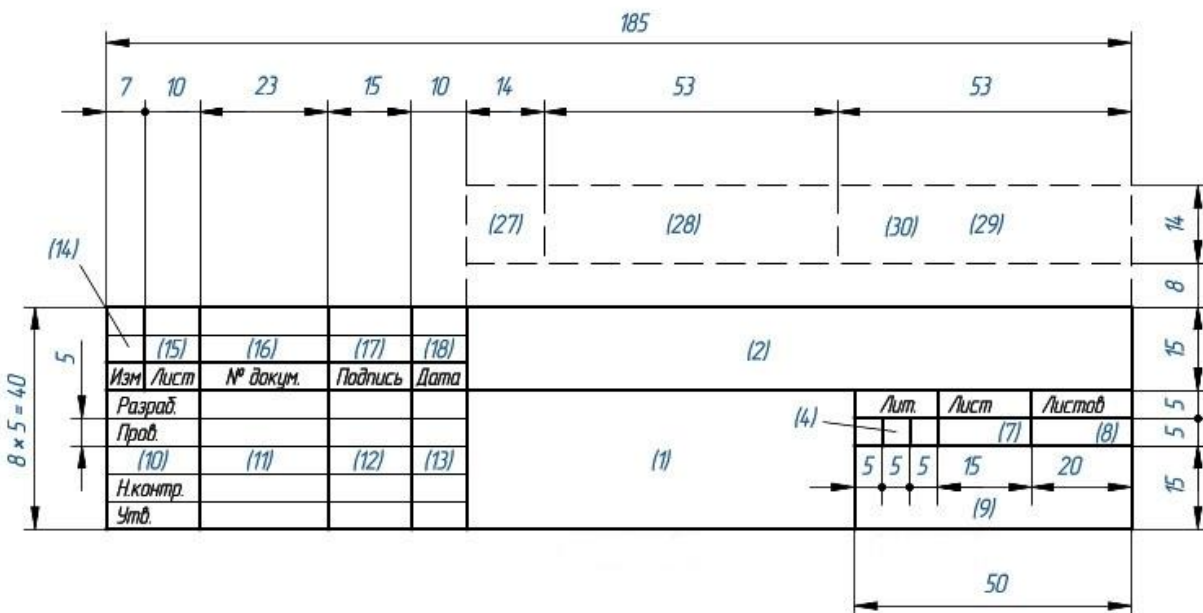 185
7 10 23 15 10 14 53 53
(27) (28) (30) (29) 14
(14)
8
(15) (16) (17) (18) (2) 15
5
Изм Лист № докум. Подпись Дата
Разраб. Лит. Лист Листов 5
Пров. (4) (7) (8) 5
8 × 5 = 40
(10) (11) (12) (13) (1) 5 5 5 15 20 15
Н.контр. (9)
Утв.
50